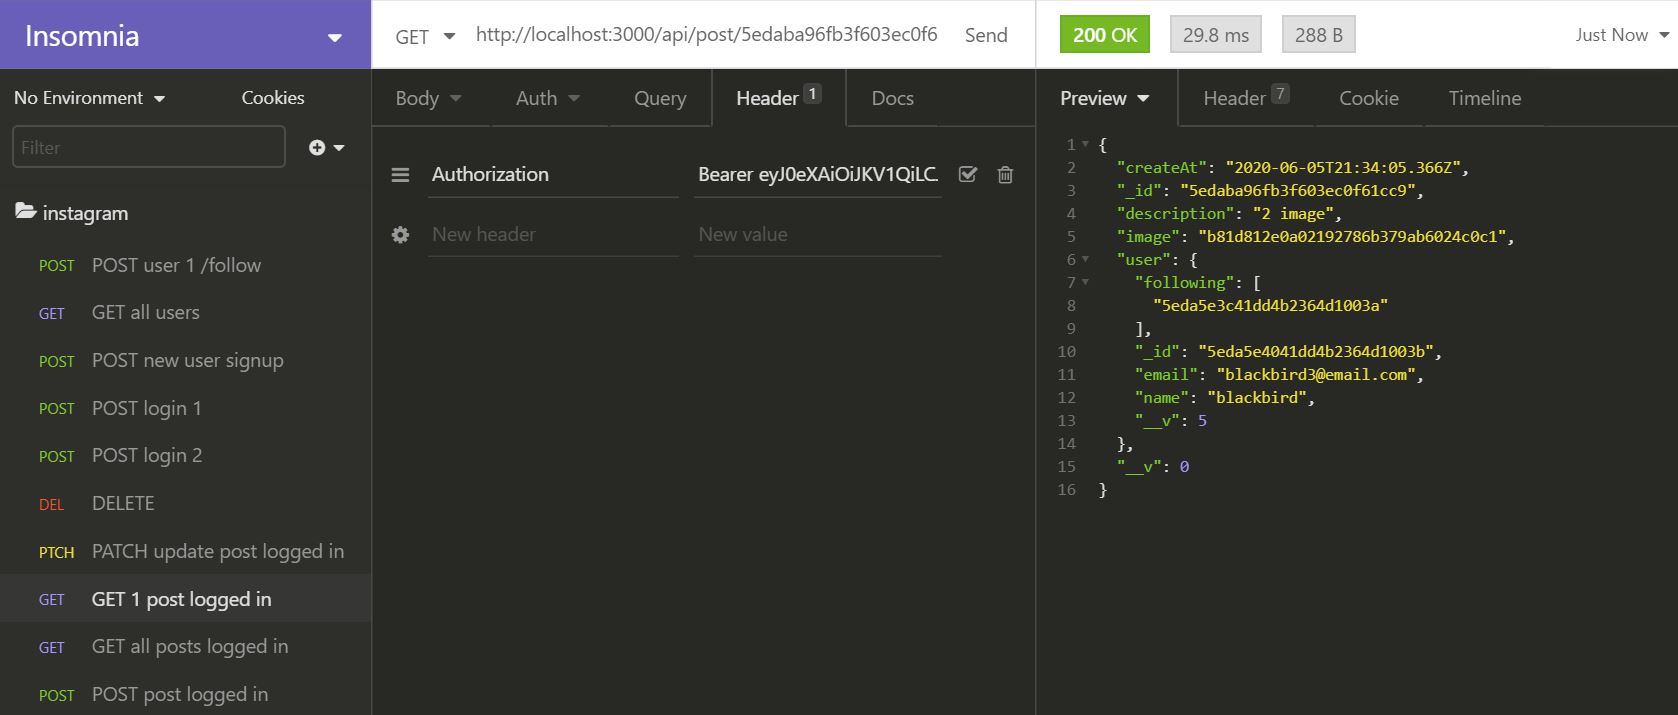 Insomnia
GET http://localhost:3000/api/post/5edaba96fb3f603ec0f6 Send
200 OK 29.8 ms 288 B Just Now
No Environment Cookies
Filter
instagram
POST POST user 1 /follow
GET GET all users
POST POST new user signup
POST POST login 1
POST POST login 2
DEL DELETE
PTCH PATCH update post logged in
GET GET 1 post logged in
GET GET all posts logged in
POST POST post logged in
Body Auth Query Header 1 Docs
Authorization Bearer eyJ0eXAiOiJKV1QiLC.
New header New value
Preview Header 7 Cookie Timeline
1 {
2 "createAt": "2020-06-05T21:34:05.366Z",
3 "_id": "5edaba96fb3f603ec0f61cc9",
4 "description": "2 image",
5 "image": "b81d812e0a02192786b379ab6024c0c1",
6 "user": {
7 "following": [
8 "5eda5e3c41dd4b2364d1003a"
9 ],
10 "_id": "5eda5e4041dd4b2364d1003b",
11 "email": "blackbird3@email.com",
12 "name": "blackbird",
13 "__v": 5
14 },
15 "__v": 0
16 }